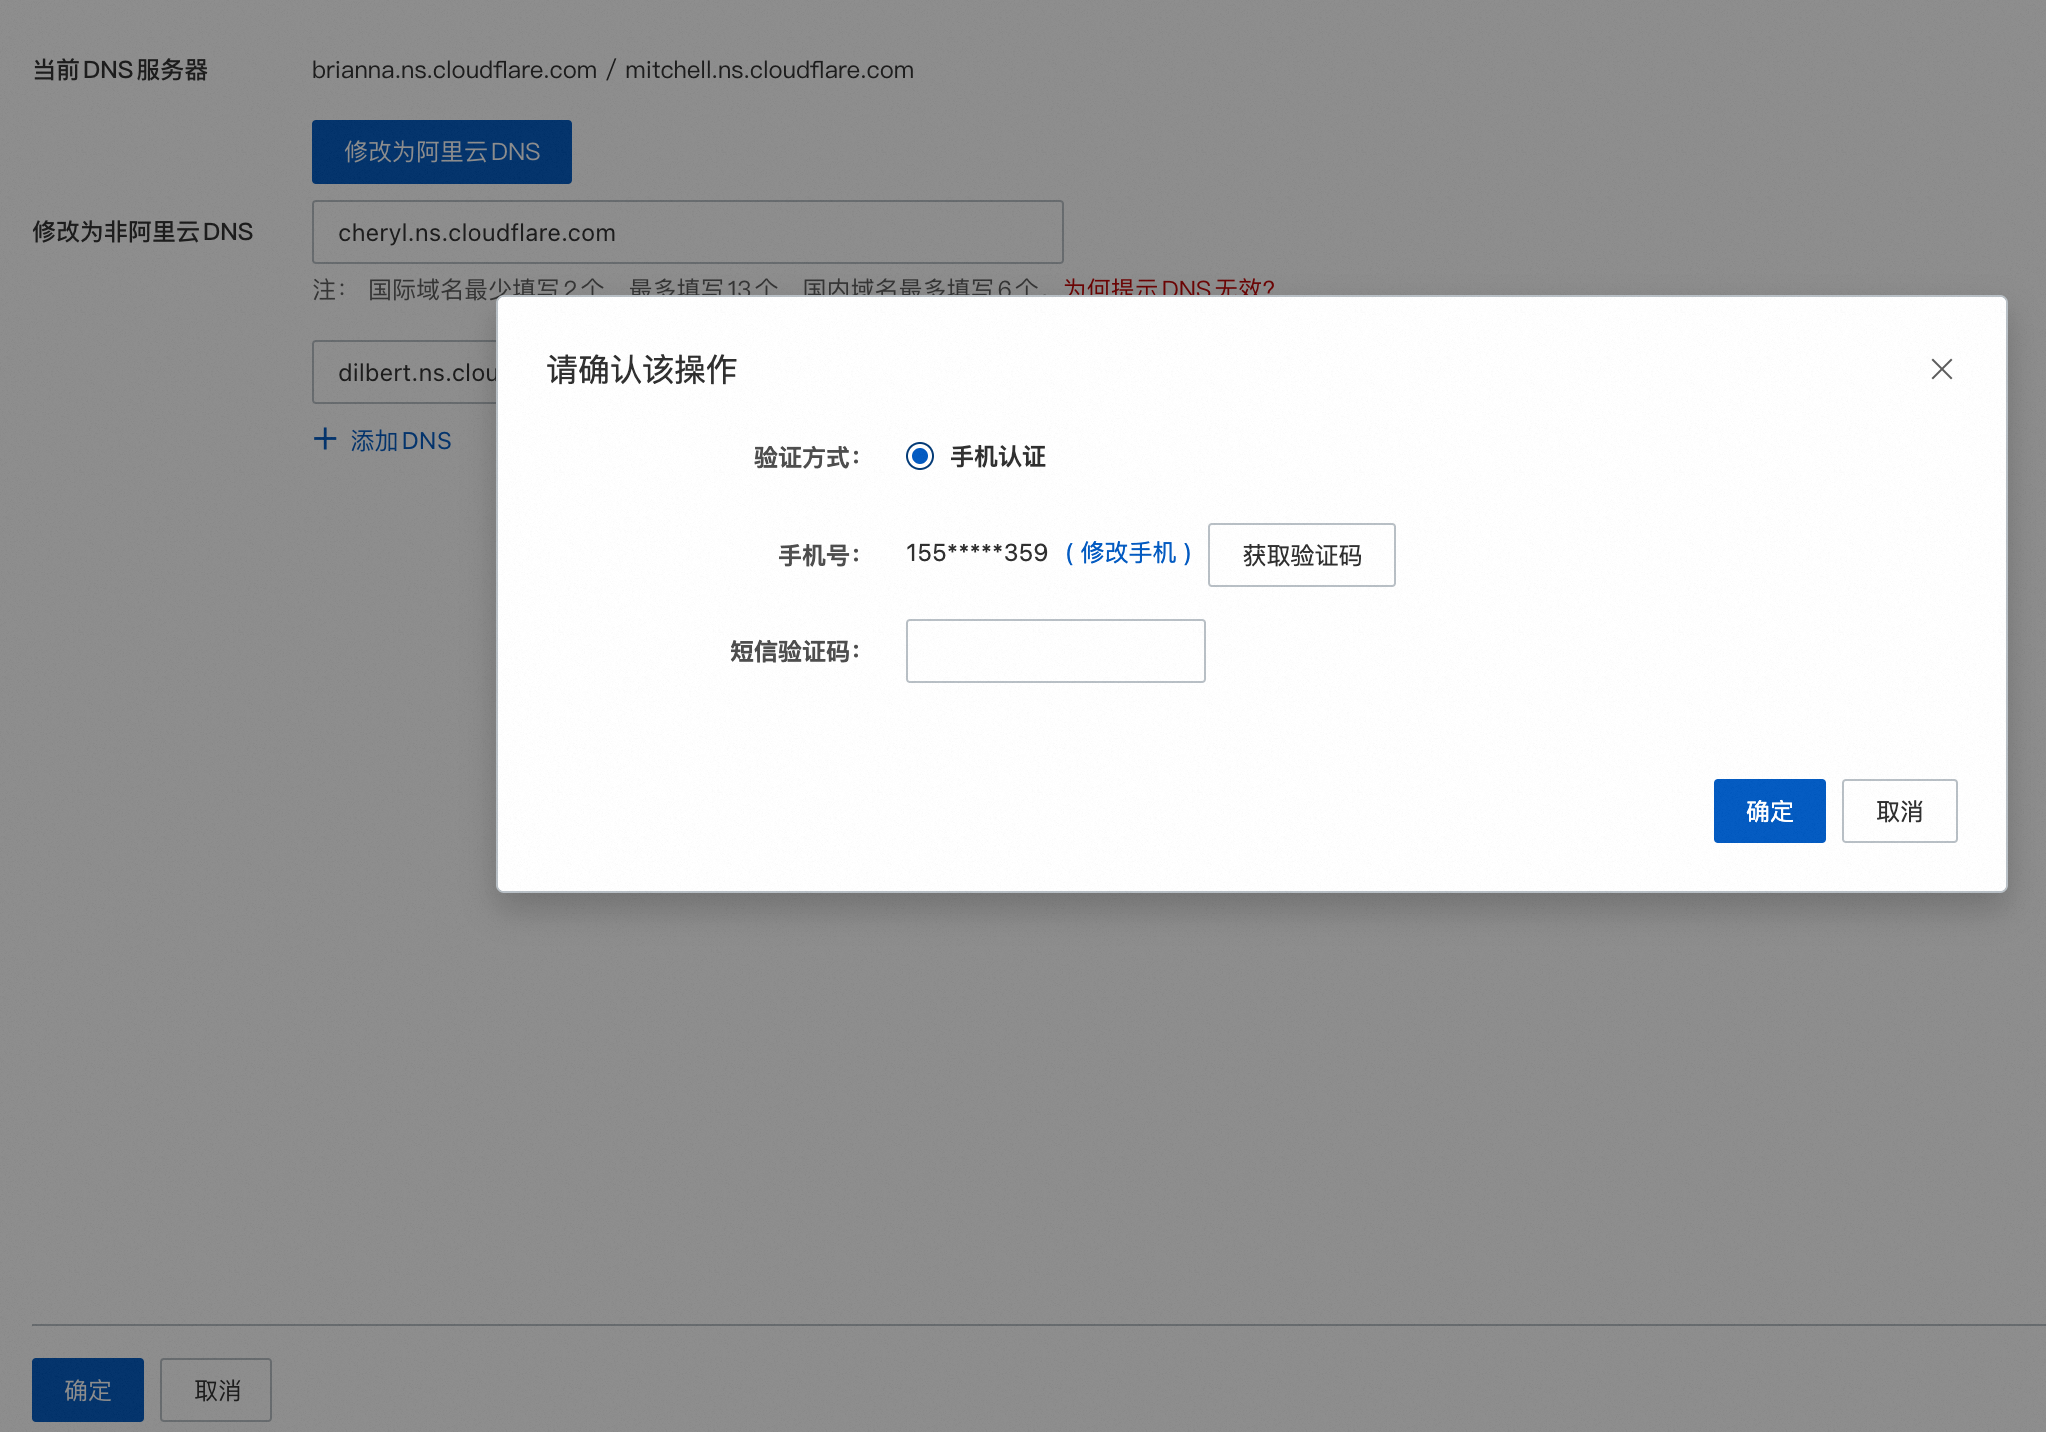 当前DNS服务器 brianna.ns.cloudflare.com / mitchell.ns.cloudflare.com
修改为阿里云DNS
修改为非阿里云DNS cheryl.ns.cloudflare.com
注： 国际域名最少填写2个，最多填写13个，国内域名最多填写6个。为何提示DNS无效?
dilbert.ns.clou
添加DNS
请确认该操作
验证方式： 手机认证
手机号： 155*****359 ( 修改手机 ) 获取验证码
短信验证码：
确定 取消
确定 取消